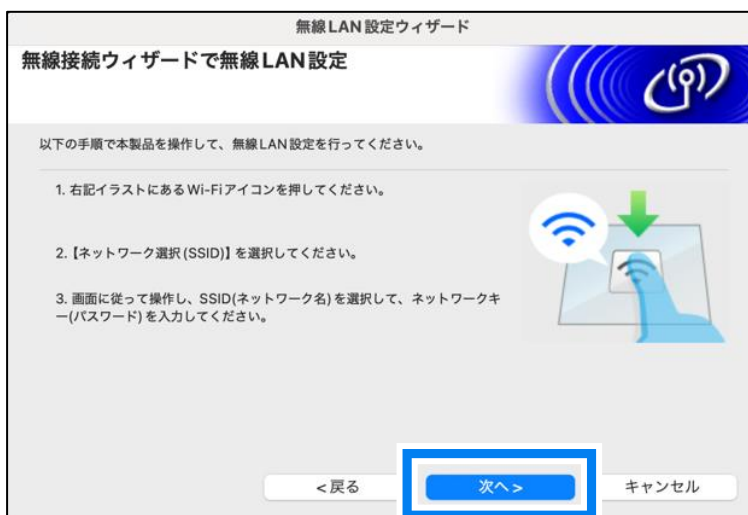 無線LAN設定ウィザード
無線接続ウィザードで無線LAN設定
以下の手順で本製品を操作して、無線LAN設定を行ってください。
1. 右記イラストにあるWi-Fiアイコンを押してください。
2.【ネットワーク選択(SSID)】を選択してください。
3. 画面に従って操作し、SSID(ネットワーク名)を選択して、ネットワークキ
ー(パスワード)を入力してください。
<戻る
次へ>
キャンセル